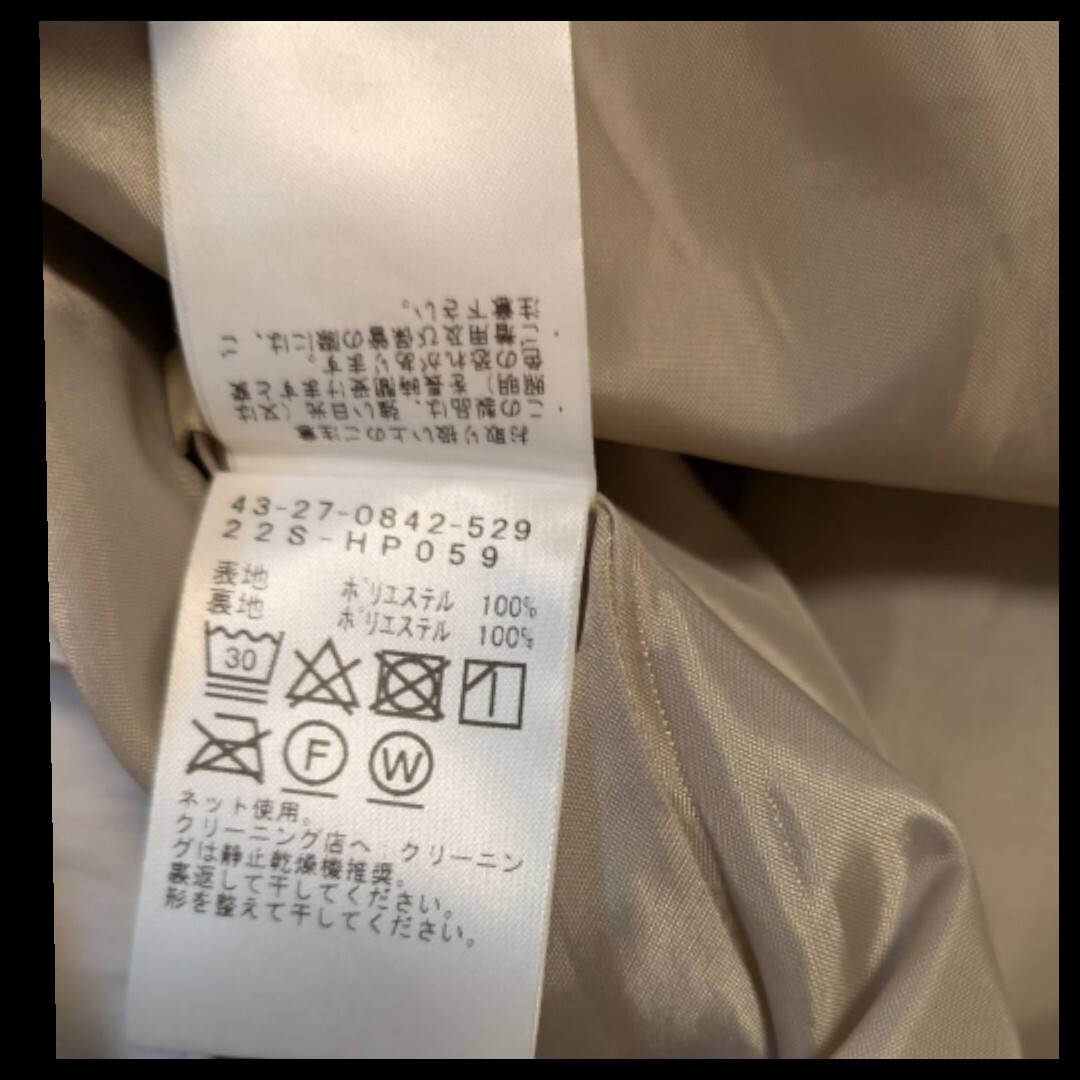 お取り扱い上のご注意
・この製品は、強い日光(又は
照明)を長時間受けますと変
色の恐れがあります。
・ご着用及び保管の際には、ご
注意下さい。
43-27-0842-529
22S-HP059
表地 ポリエステル 100%
裏地 ポリエステル 100%
30
F W
ネット使用。
クリーニング店へ クリーニン
グは静止乾燥機推奨。
裏返して干してください。
形を整えて干してください。